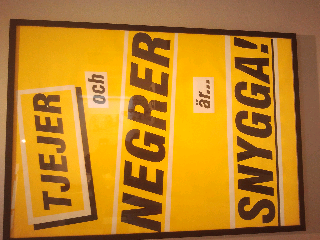 TJEJER
och
NEGRER
är...
SNYGGA!